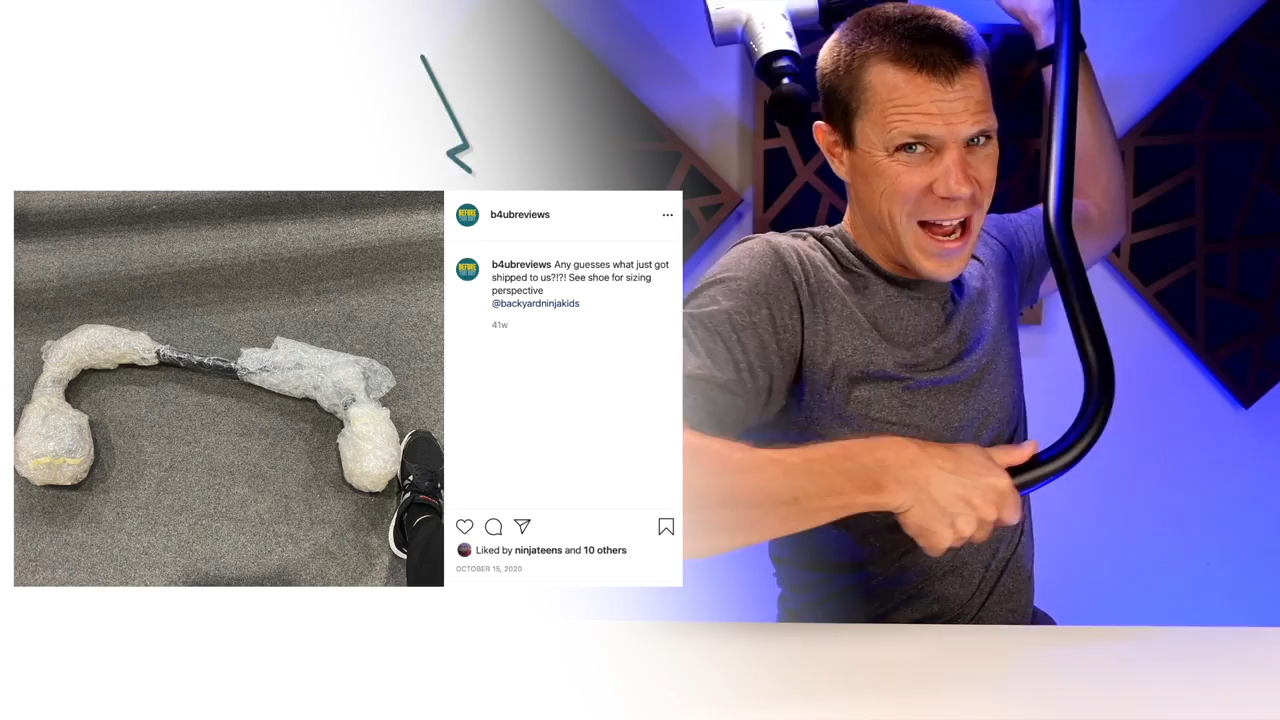 b4ubreviews
b4ubreviews Any guesses what just got
shipped to us?!?! See shoe for sizing
perspective
@backyardninjakids
41w
Liked by ninjateens and 10 others
OCTOBER 15, 2020